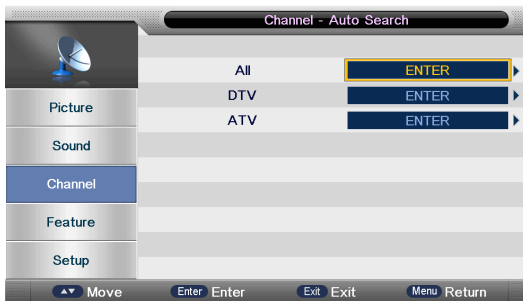 Channel - Auto Search
All ENTER
DTV ENTER
ATV ENTER
Picture
Sound
Channel
Feature
Setup
Move Enter Enter Exit Exit Menu Return